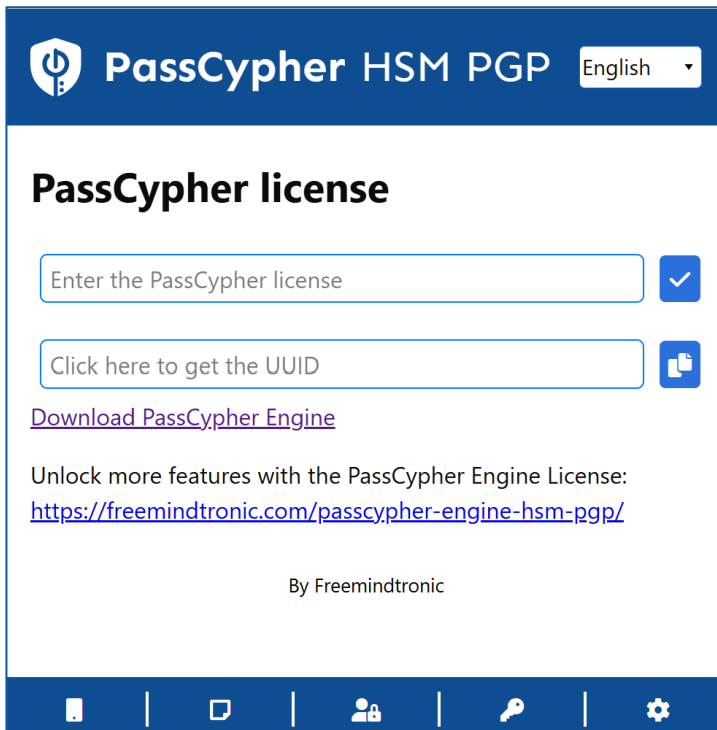 PassCypher HSM PGP
English
PassCypher license
Enter the PassCypher license
Click here to get the UUID
Download PassCypher Engine
Unlock more features with the PassCypher Engine License:
https://freemindtronic.com/passcypher-engine-hsm-pgp/
By Freemindtronic